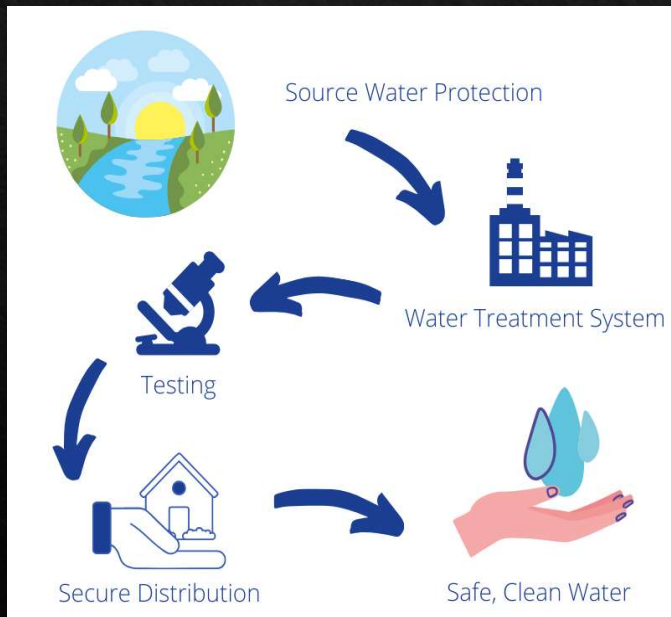 Source Water Protection
Water Treatment System
Testing
Secure Distribution
Safe, Clean Water